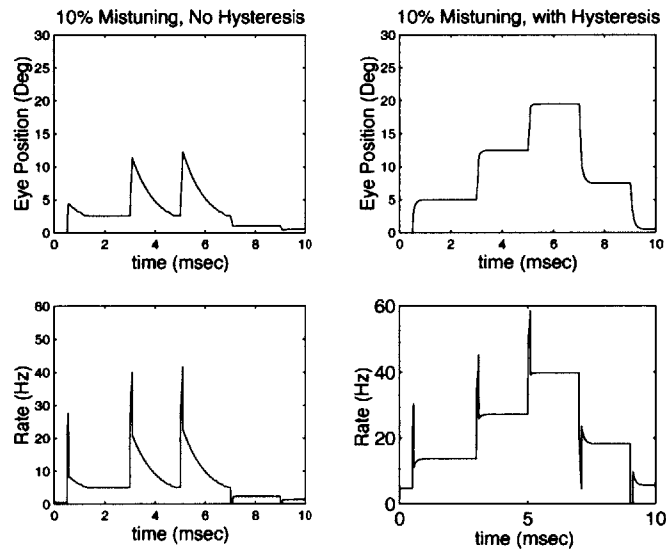 10% Mistuning, No Hysteresis
30
25
20
15
10
5
0
Eye Position (Deg)
0 2 4 6 8 10
time (msec)
10% Mistuning, with Hysteresis
30
25
20
15
10
5
0
Eye Position (Deg)
0 2 4 6 8 10
time (msec)
60
50
40
30
20
10
0
Rate (Hz)
0 2 4 6 8 10
time (msec)
60
40
20
0
Rate (Hz)
0 5 10
time (msec)